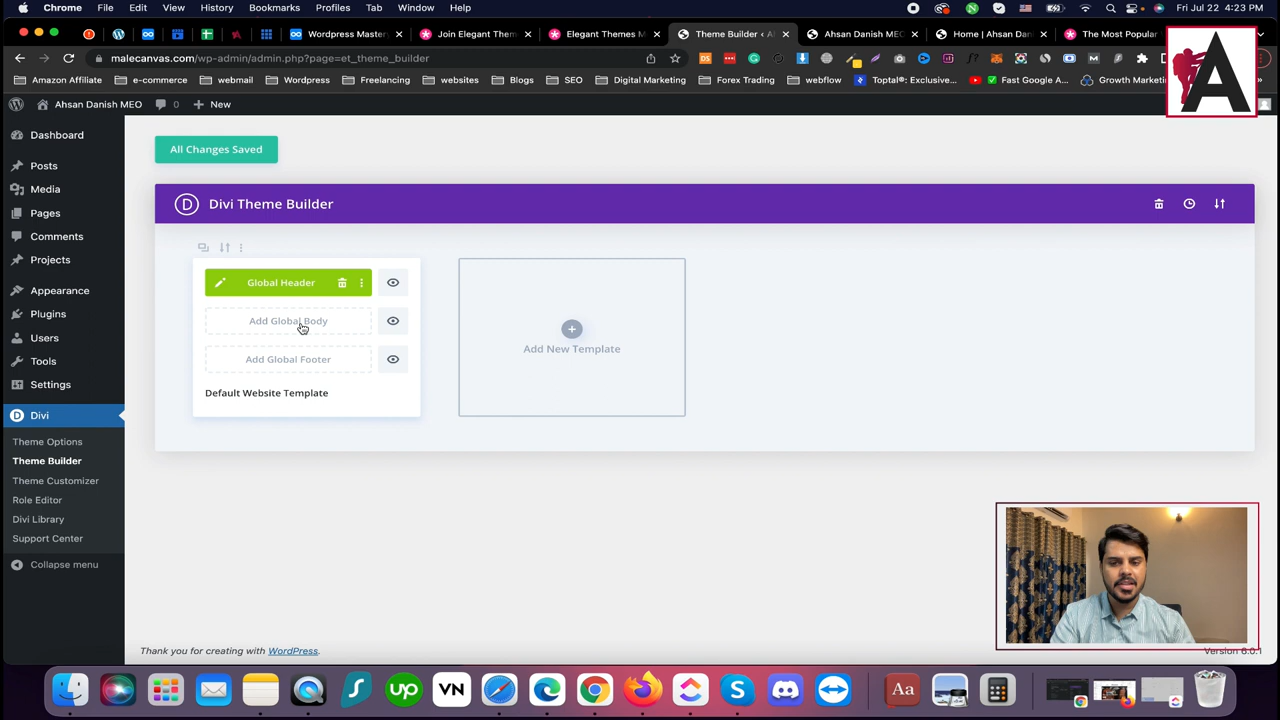 Chrome File Edit View History Bookmarks Profiles Tab Window Help
Fri Jul 22 4:23 PM
Wordpress Master
Join Elegant Theme
Elegant Themes M
Theme Builder ‹ A
Ahsan Danish MEO
Home | Ahsan Dani
The Most Popular
malecanvas.com/wp-admin/admin.php?page=et_theme_builder
Amazon Affiliate e-commerce webmail Wordpress Freelancing websites Blogs SEO Digital Marketing Forex Trading webflow Toptal®: Exclusive... Fast Google A... Growth Marketing
A
Ahsan Danish MEO 0 New
Dashboard
Posts
Media
Pages
Comments
Projects
Appearance
Plugins
Users
Tools
Settings
Divi
Theme Options
Theme Builder
Theme Customizer
Role Editor
Divi Library
Support Center
Collapse menu
All Changes Saved
D Divi Theme Builder
Global Header
Add Global Body
Add Global Footer
Default Website Template
Add New Template
Thank you for creating with WordPress.
Version 6.0.1
up
VN
Aa